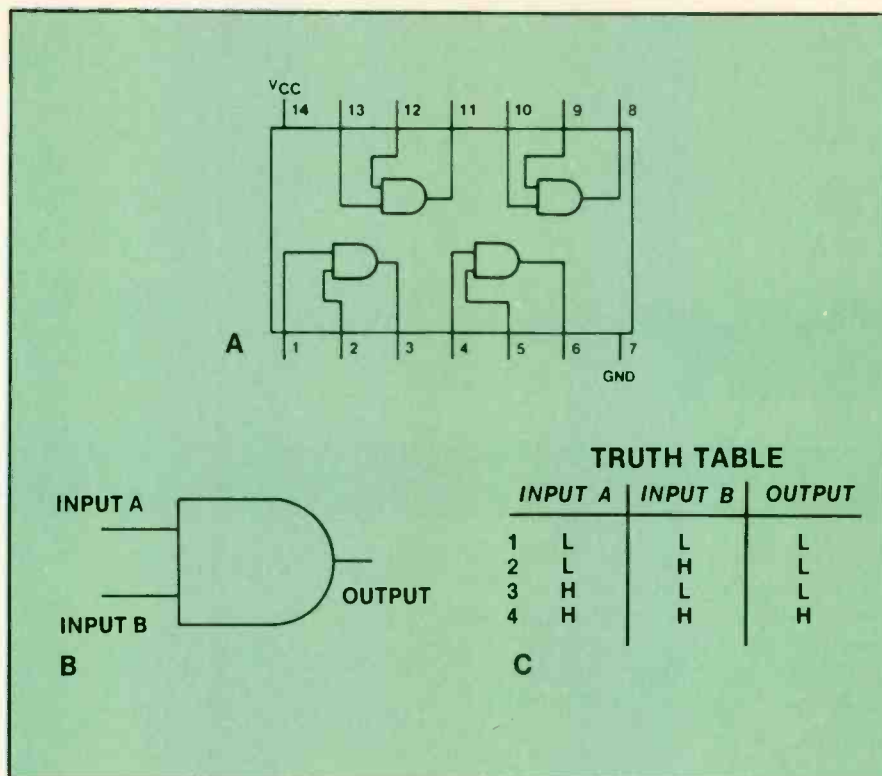 VCC
14 13 12 11 10 9 8
A
1 2 3 4 5 6 7
GND
INPUT A
INPUT B
OUTPUT
B
TRUTH TABLE
INPUT A INPUT B OUTPUT
1 L L L
2 L H L
3 H L L
4 H H H
C